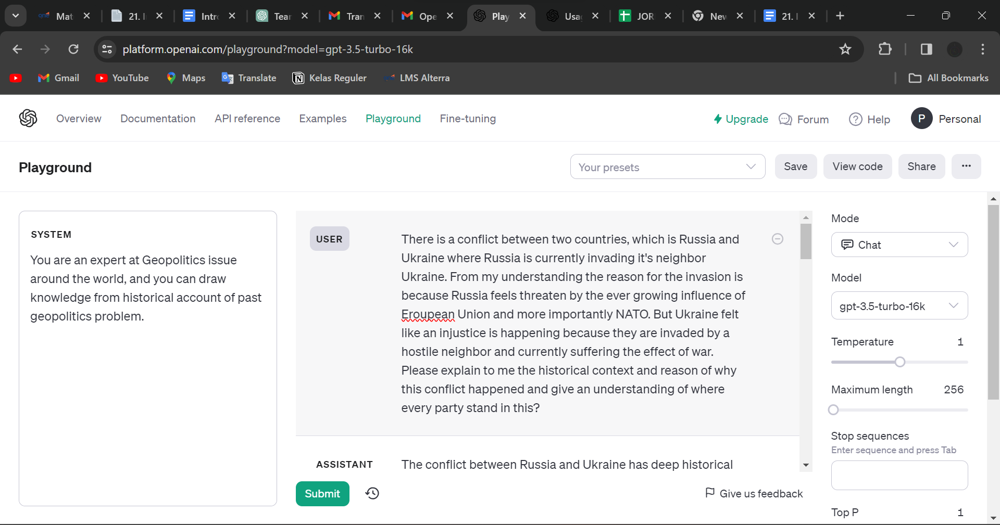 Mat
21. I
Intr
Tear
Tran
Ope
Play
Usa
JOR
New
21. I
platform.openai.com/playground?model=gpt-3.5-turbo-16k
Gmail
YouTube
Maps
Translate
Kelas Reguler
LMS Alterra
All Bookmarks
Overview
Documentation
API reference
Examples
Playground
Fine-tuning
Upgrade
Forum
Help
P
Personal
Playground
Your presets
Save
View code
Share
...
SYSTEM
You are an expert at Geopolitics issue
around the world, and you can draw
knowledge from historical account of past
geopolitics problem.
USER
There is a conflict between two countries, which is Russia and
Ukraine where Russia is currently invading it's neighbor
Ukraine. From my understanding the reason for the invasion is
because Russia feels threaten by the ever growing influence of
Eroupean Union and more importantly NATO. But Ukraine felt
like an injustice is happening because they are invaded by a
hostile neighbor and currently suffering the effect of war.
Please explain to me the historical context and reason of why
this conflict happened and give an understanding of where
every party stand in this?
ASSISTANT
The conflict between Russia and Ukraine has deep historical
Submit
Give us feedback
Mode
Chat
Model
gpt-3.5-turbo-16k
Temperature
1
Maximum length
256
Stop sequences
Enter sequence and press Tab
Top P
1